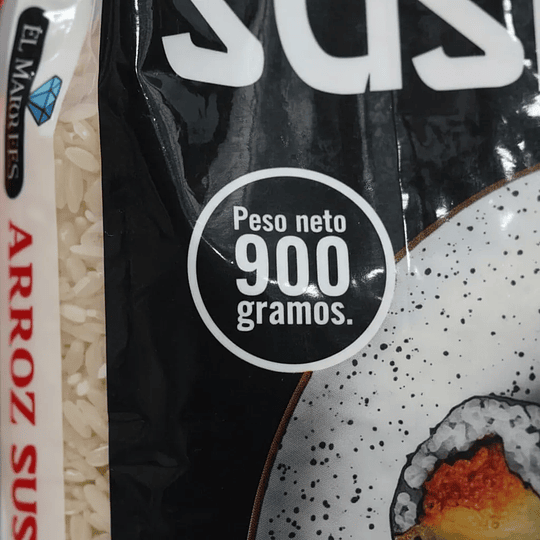 EL MARQUES
ARROZ SUS
SUS
Peso neto
900
gramos.